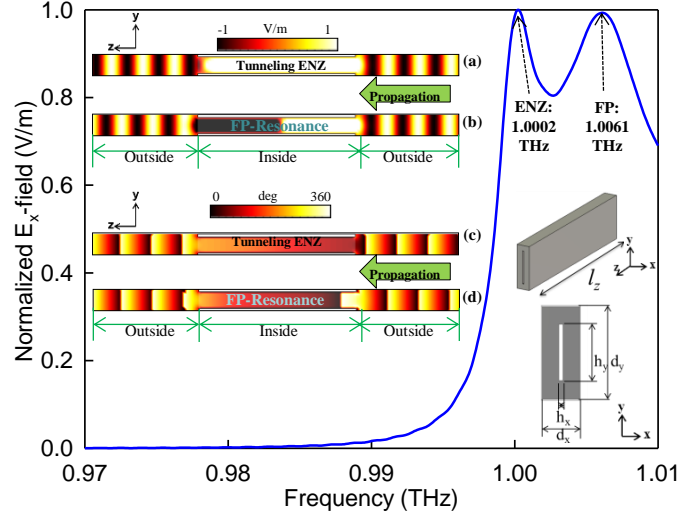 1.0
0.8
0.6
0.4
0.2
0.0
Normalized Eₓ-field (V/m)
0.97
0.98
0.99
1.00
1.01
Frequency (THz)
y
z
-1 V/m 1
Tunneling ENZ
(a)
Propagation
FP-Resonance
(b)
Outside Inside Outside
y
z
0 deg 360
Tunneling ENZ
(c)
Propagation
FP-Resonance
(d)
Outside Inside Outside
ENZ:
1.0002
THz
FP:
1.0061
THz
y
x
z
l_z
h_y d_y
h_x
d_x
y
x